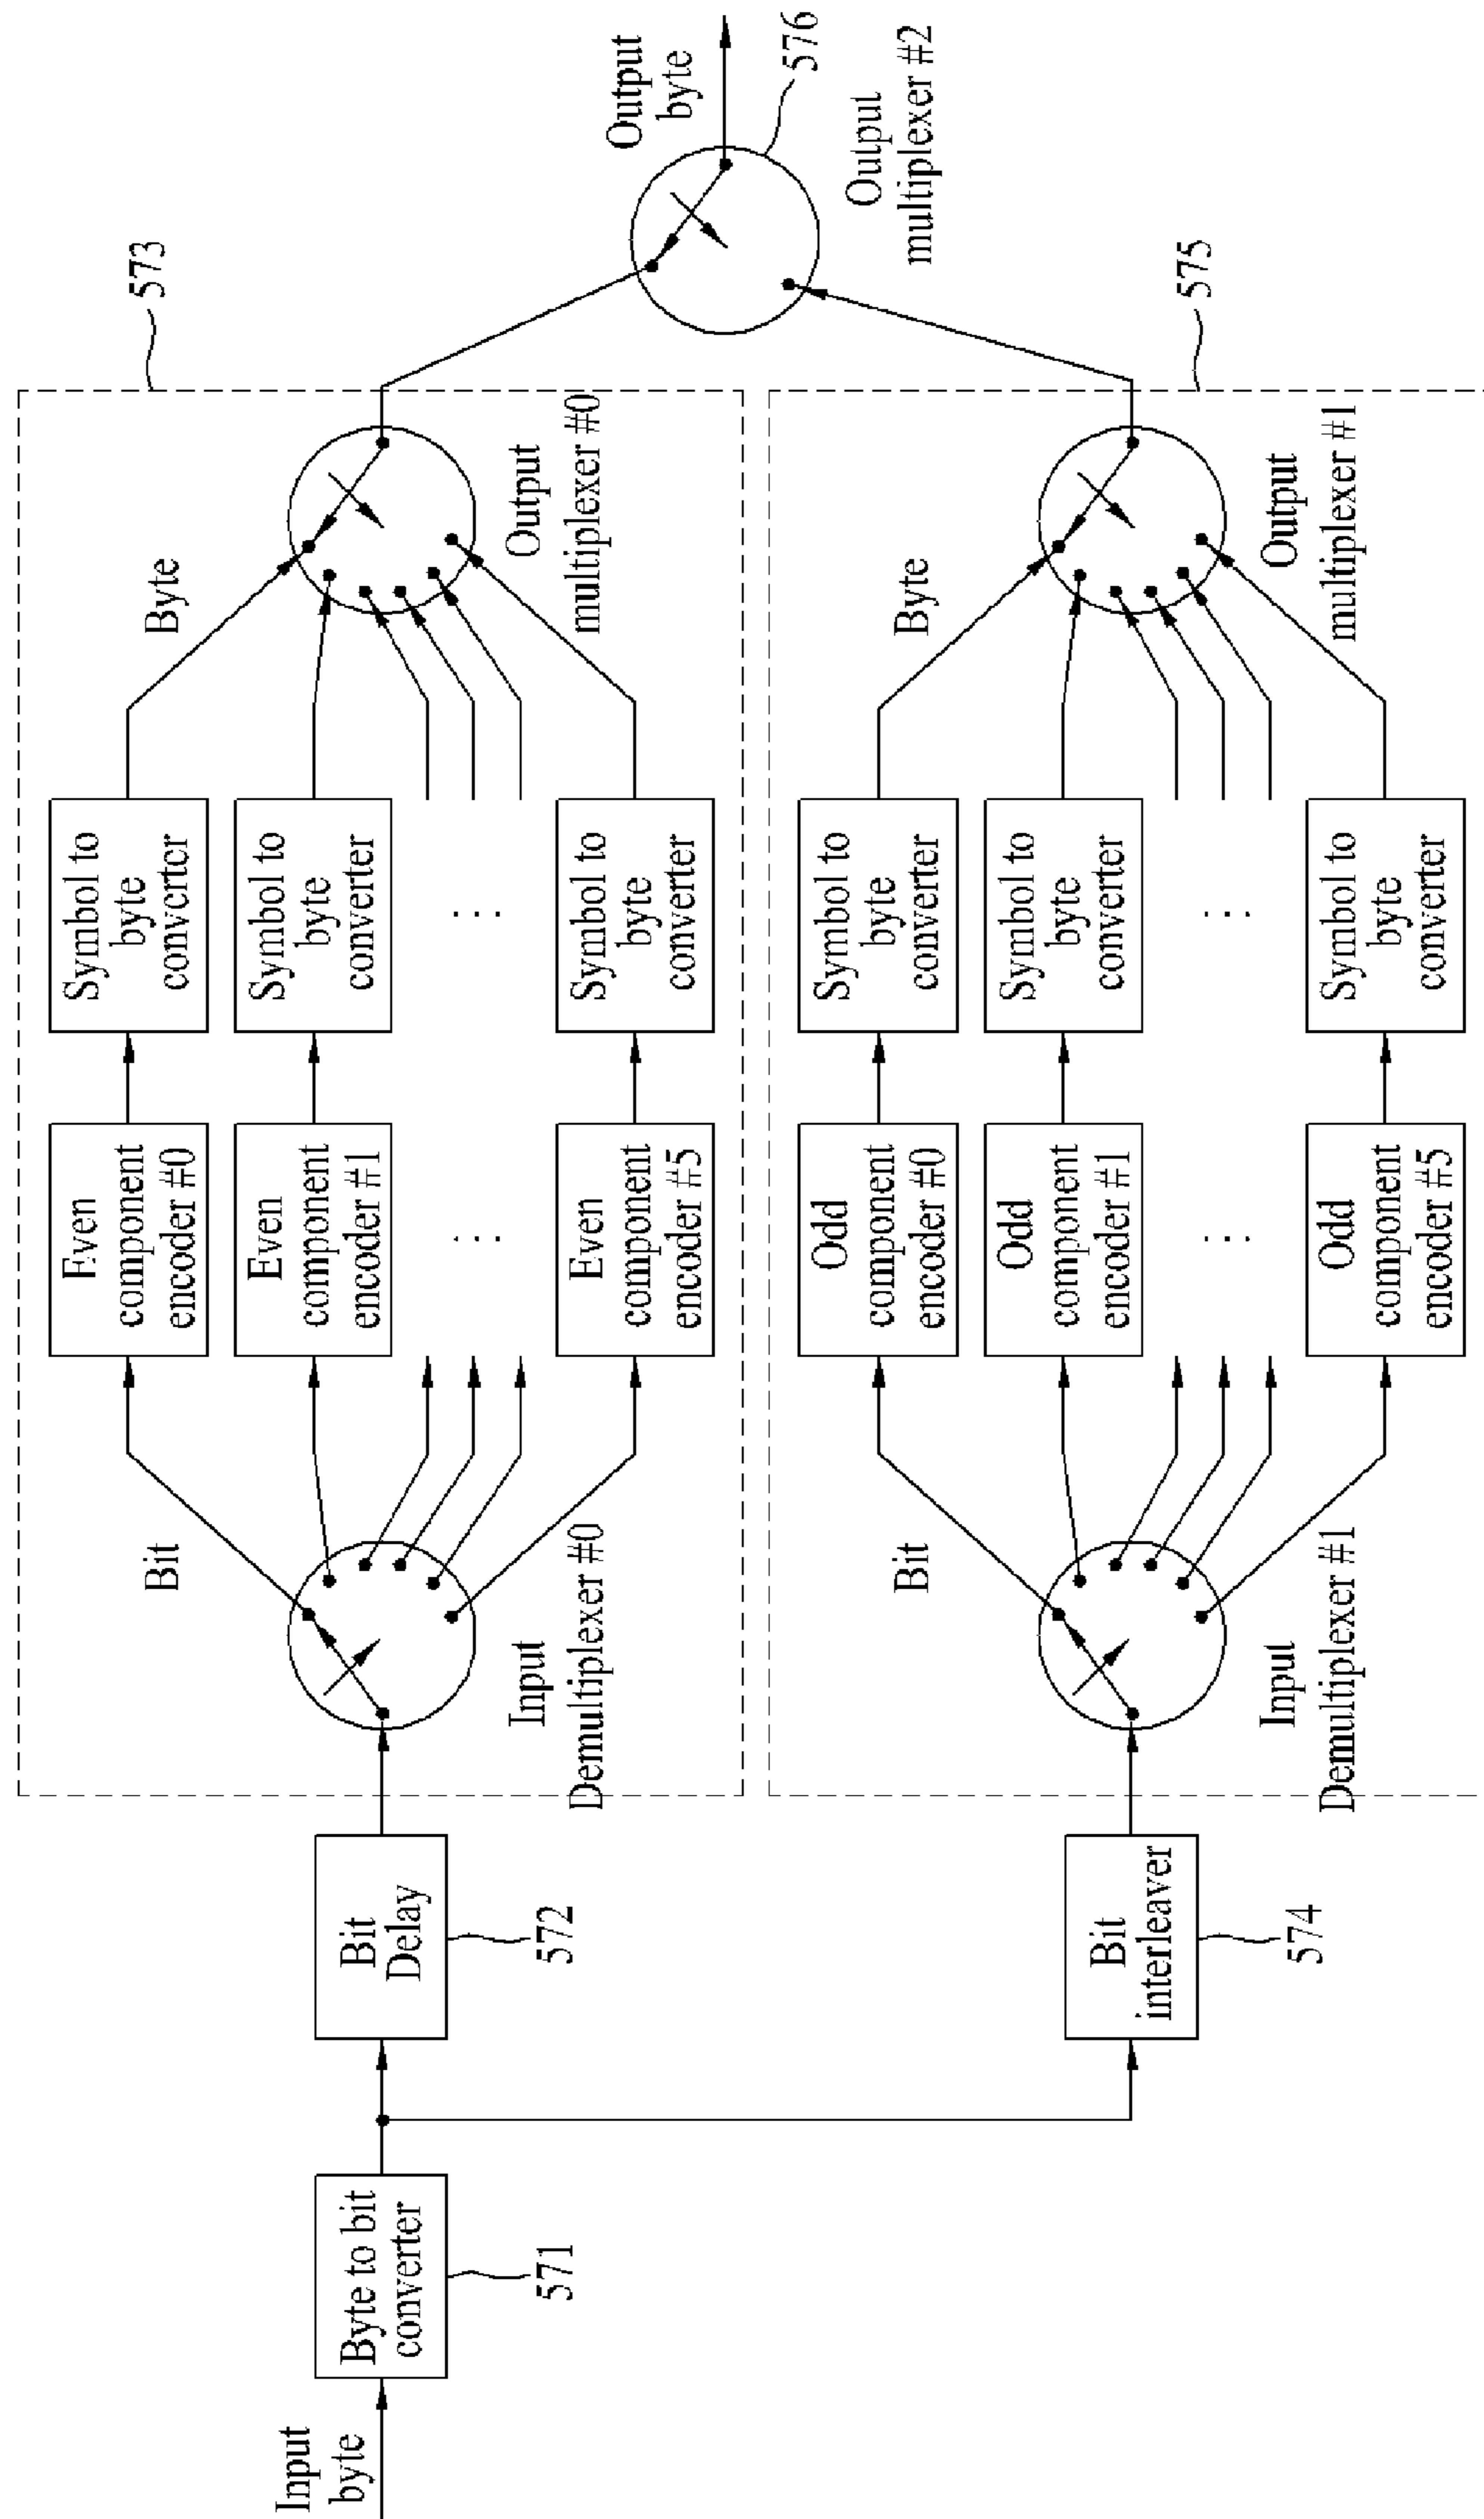 Input
byte
Byte to bit
converter
571
Bit
Delay
572
Bit
interleaver
574
573
Bit
Input
Demultiplexer #0
Even
component
encoder #0
Even
component
encoder #1
...
Even
component
encoder #5
Symbol to
byte
converter
Symbol to
byte
converter
...
Symbol to
byte
converter
Byte
Output
multiplexer #0
575
Bit
Input
Demultiplexer #1
Odd
component
encoder #0
Odd
component
encoder #1
...
Odd
component
encoder #5
Symbol to
byte
converter
Symbol to
byte
converter
...
Symbol to
byte
converter
Byte
Output
multiplexer #1
Output
byte
576
Output
multiplexer #2